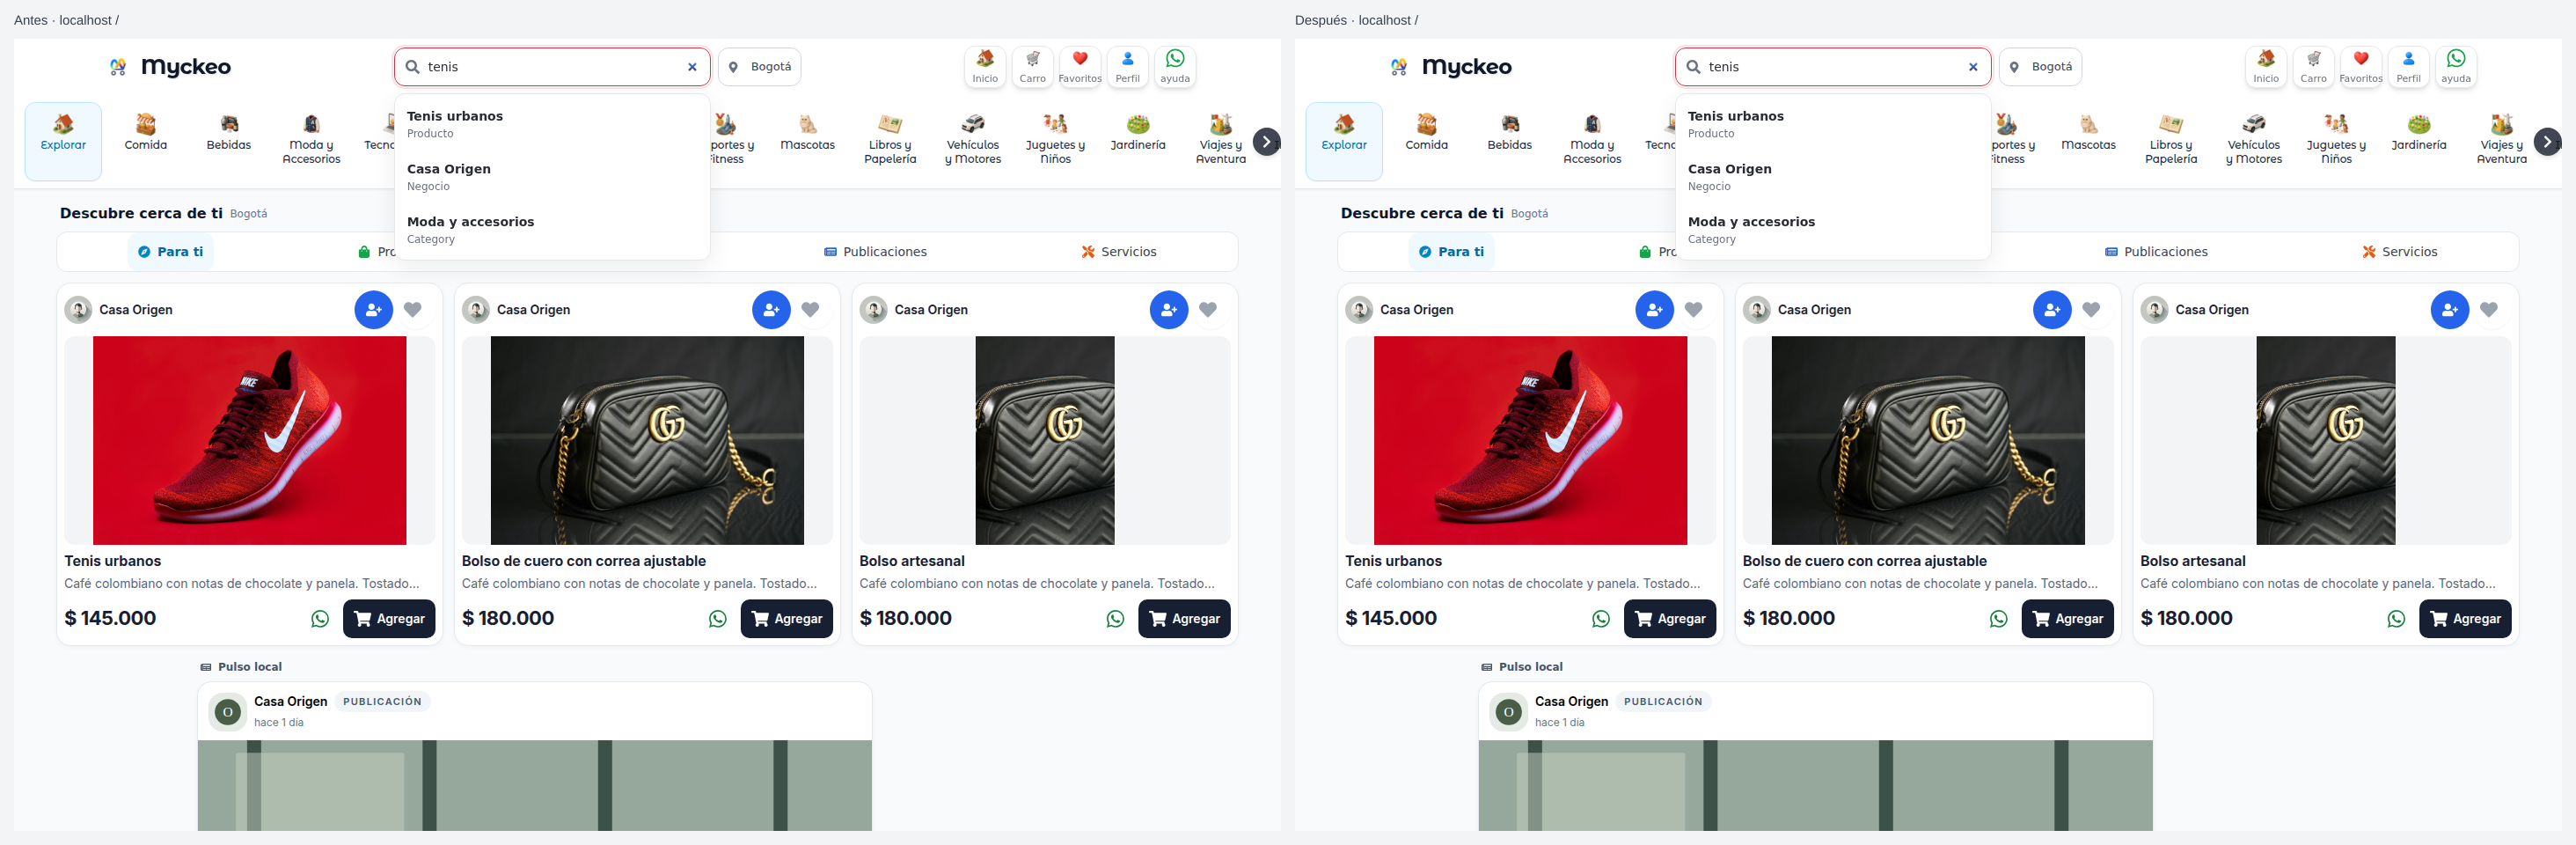 Antes · localhost /
Myckeo
tenis
Bogotá
Inicio
Carro
Favoritos
Perfil
ayuda
Explorar
Comida
Bebidas
Moda y
Accesorios
Tenis urbanos
Producto
Casa Origen
Negocio
Moda y accesorios
Category
Mascotas
Libros y
Papelería
Vehículos
y Motores
Juguetes y
Niños
Jardinería
Viajes y
Aventura
Descubre cerca de ti Bogotá
Para ti
Publicaciones
Servicios
Casa Origen
Casa Origen
Casa Origen
NIKE
Tenis urbanos
Café colombiano con notas de chocolate y panela. Tostado...
$ 145.000
Agregar
Bolso de cuero con correa ajustable
Café colombiano con notas de chocolate y panela. Tostado...
$ 180.000
Agregar
Bolso artesanal
Café colombiano con notas de chocolate y panela. Tostado...
$ 180.000
Agregar
Pulso local
O
Casa Origen PUBLICACIÓN
hace 1 día
Después · localhost /
Myckeo
tenis
Bogotá
Inicio
Carro
Favoritos
Perfil
ayuda
Explorar
Comida
Bebidas
Moda y
Accesorios
Tenis urbanos
Producto
Casa Origen
Negocio
Moda y accesorios
Category
Mascotas
Libros y
Papelería
Vehículos
y Motores
Juguetes y
Niños
Jardinería
Viajes y
Aventura
Descubre cerca de ti Bogotá
Para ti
Publicaciones
Servicios
Casa Origen
Casa Origen
Casa Origen
NIKE
Tenis urbanos
Café colombiano con notas de chocolate y panela. Tostado...
$ 145.000
Agregar
Bolso de cuero con correa ajustable
Café colombiano con notas de chocolate y panela. Tostado...
$ 180.000
Agregar
Bolso artesanal
Café colombiano con notas de chocolate y panela. Tostado...
$ 180.000
Agregar
Pulso local
O
Casa Origen PUBLICACIÓN
hace 1 día